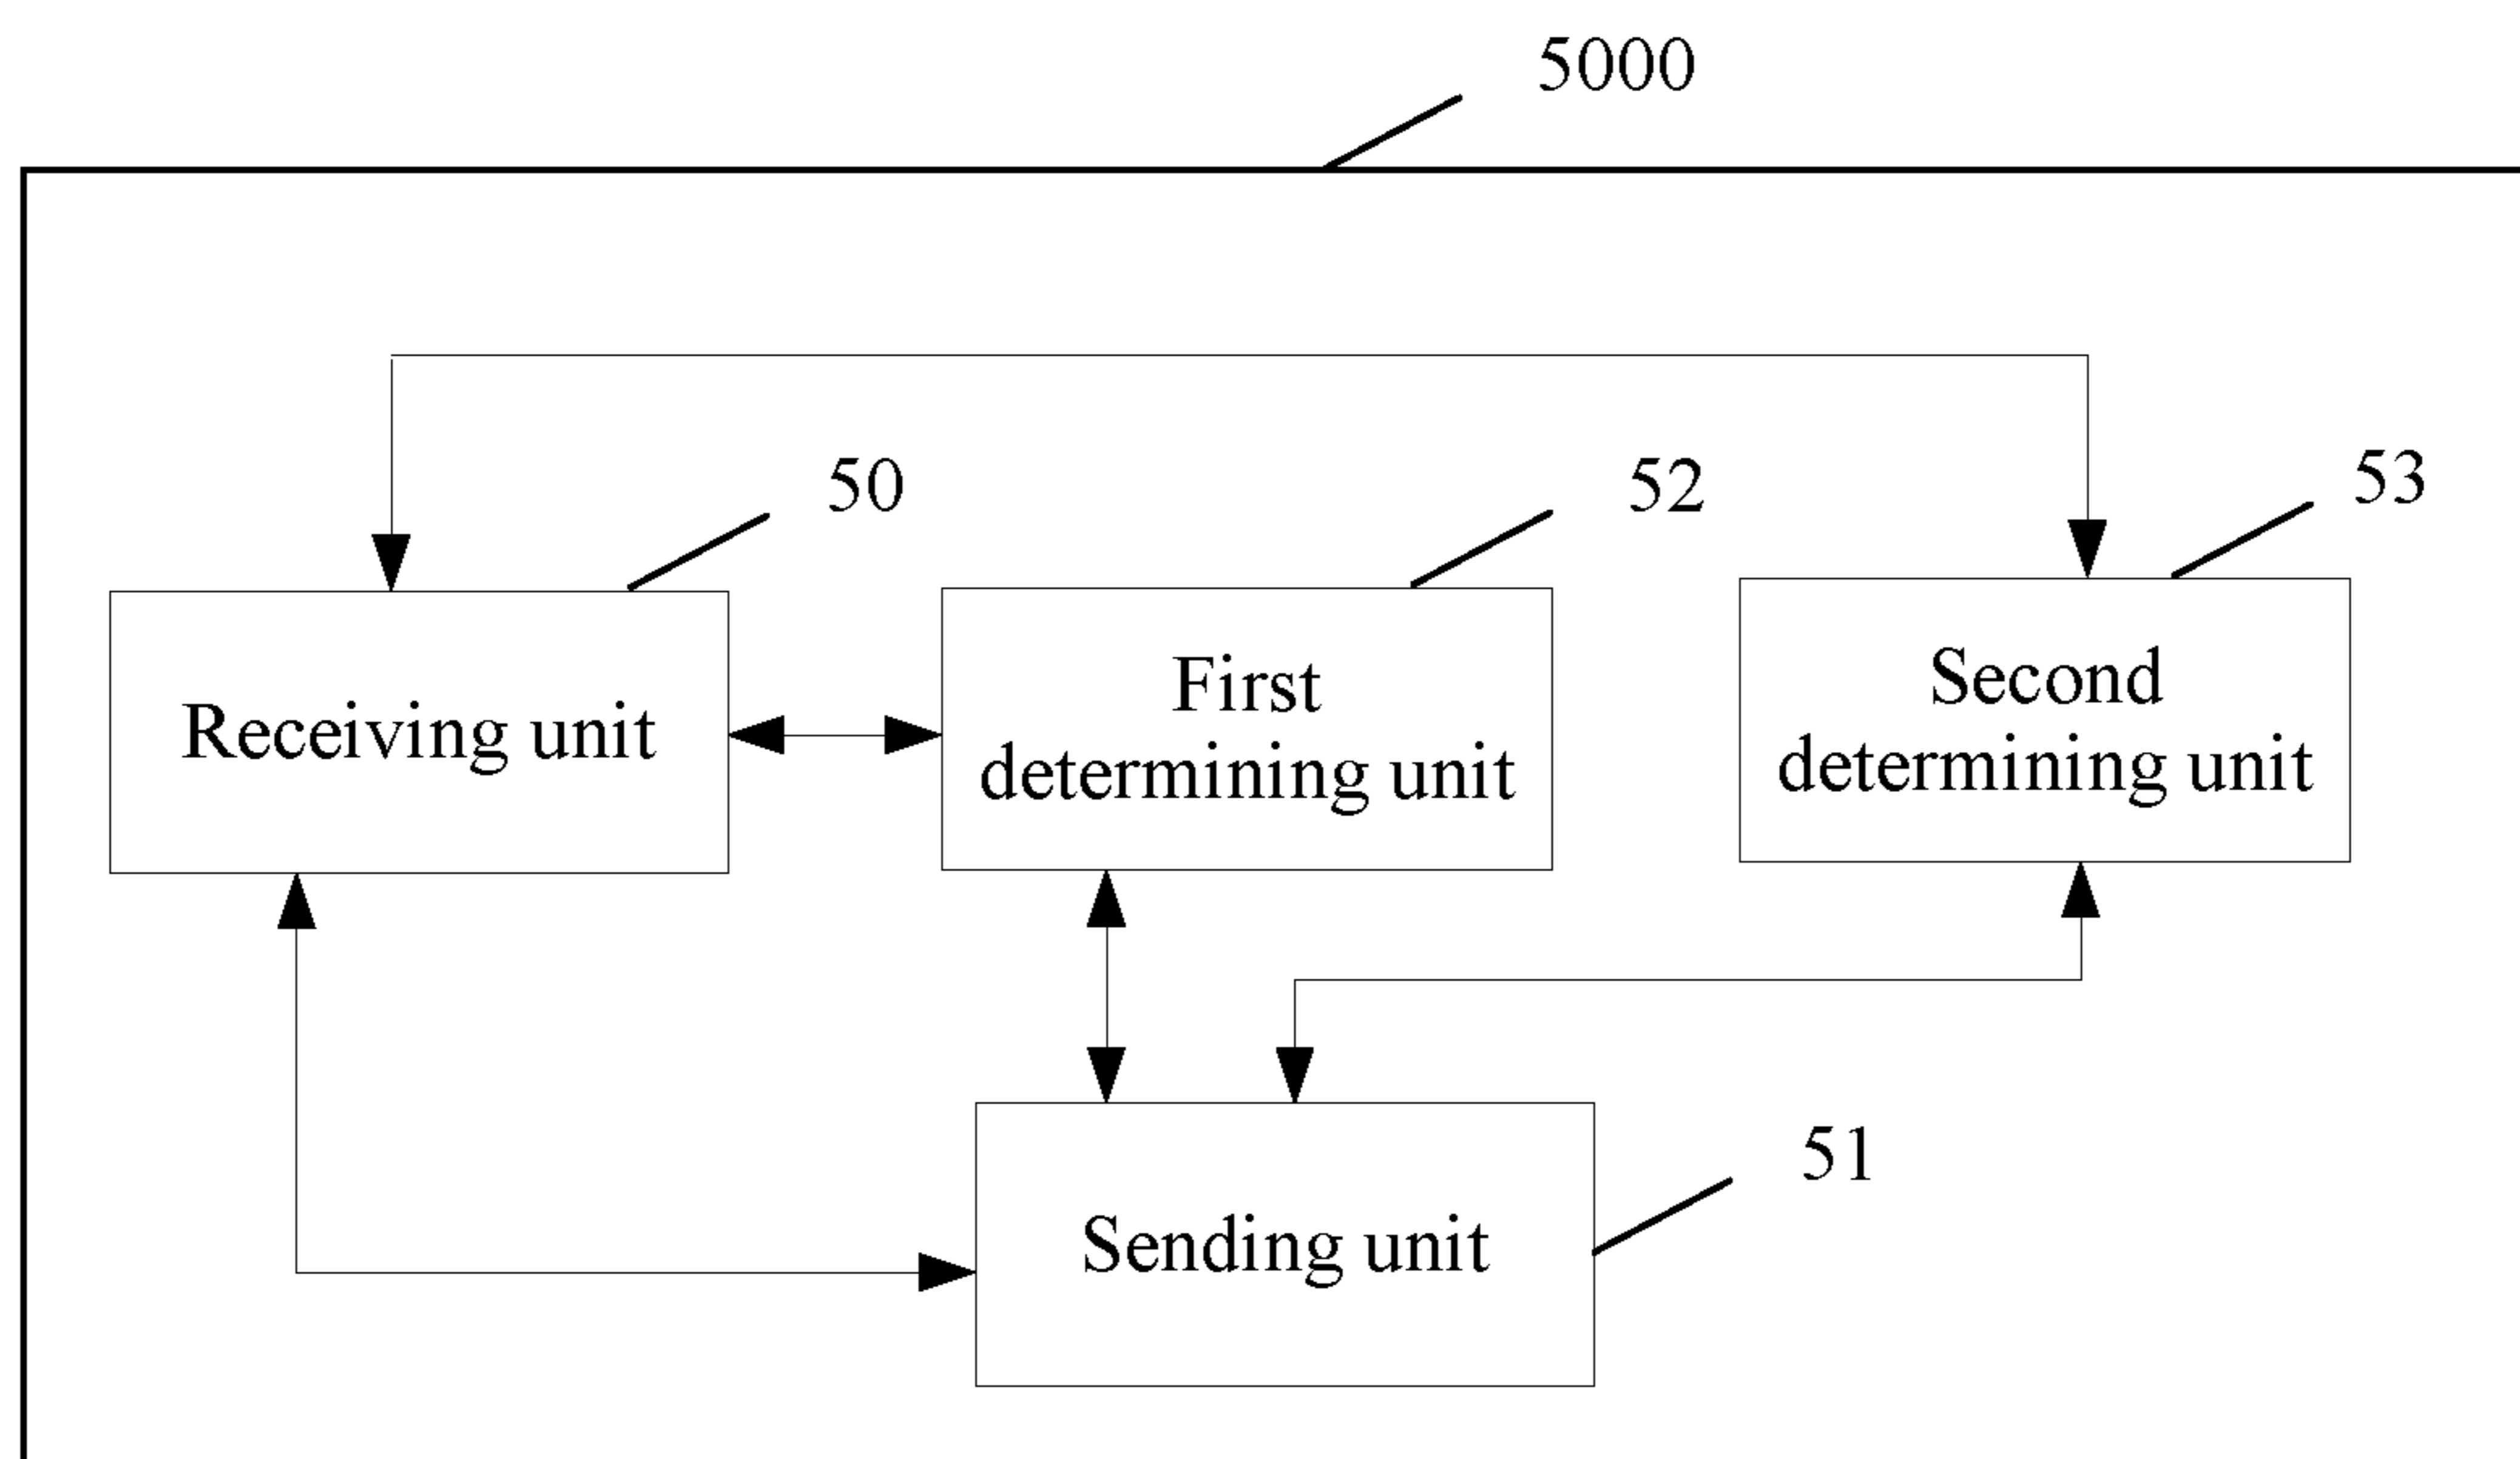 5000
50
52
53
Receiving unit
First
determining unit
Second
determining unit
51
Sending unit